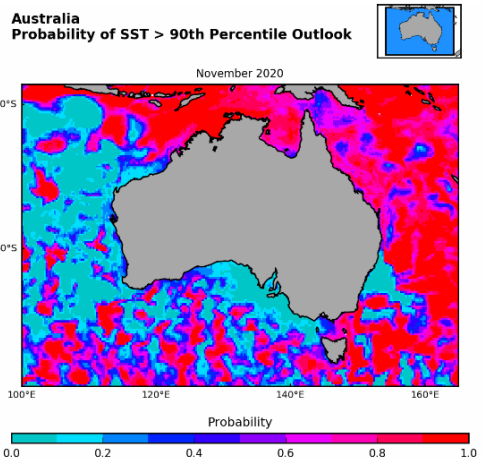 Australia
Probability of SST > 90th Percentile Outlook
November 2020
0°S
0°S
100°E 120°E 140°E 160°E
Probability
0.0 0.2 0.4 0.6 0.8 1.0